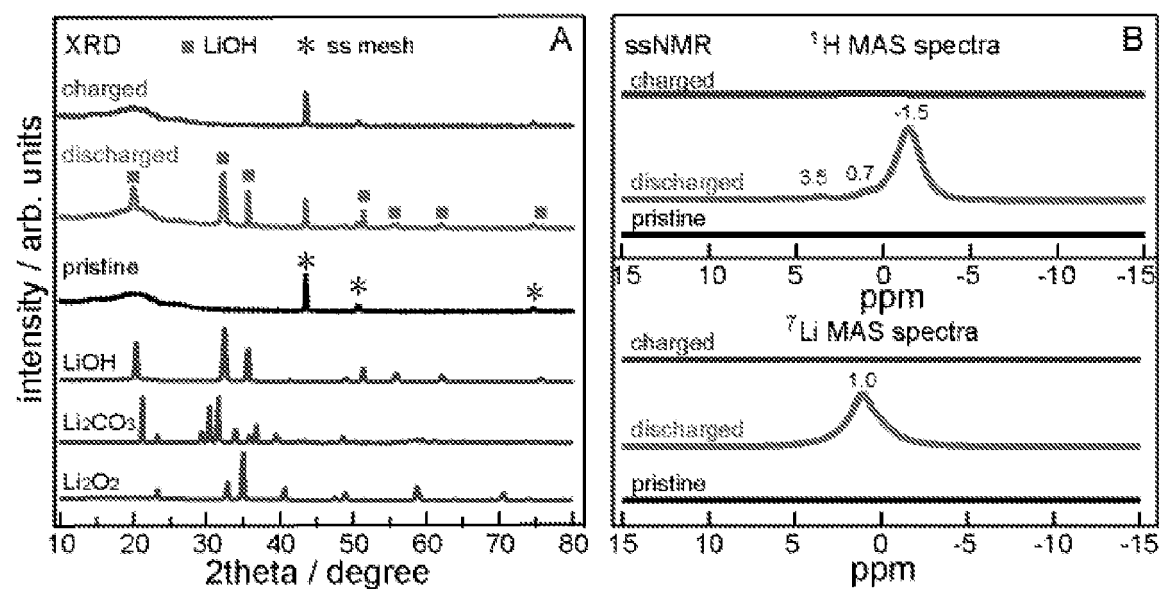 XRD ■ LiOH * ss mesh A
charged
discharged
pristine
LiOH
Li₂CO₃
Li₂O₂
intensity / arb. units
10 20 30 40 50 60 70 80
2theta / degree
ssNMR ¹H MAS spectra B
charged
-1.5
3.5 0.7
discharged
pristine
15 10 5 0 -5 -10 -15
ppm
⁷Li MAS spectra
charged
1.0
discharged
pristine
15 10 5 0 -5 -10 -15
ppm